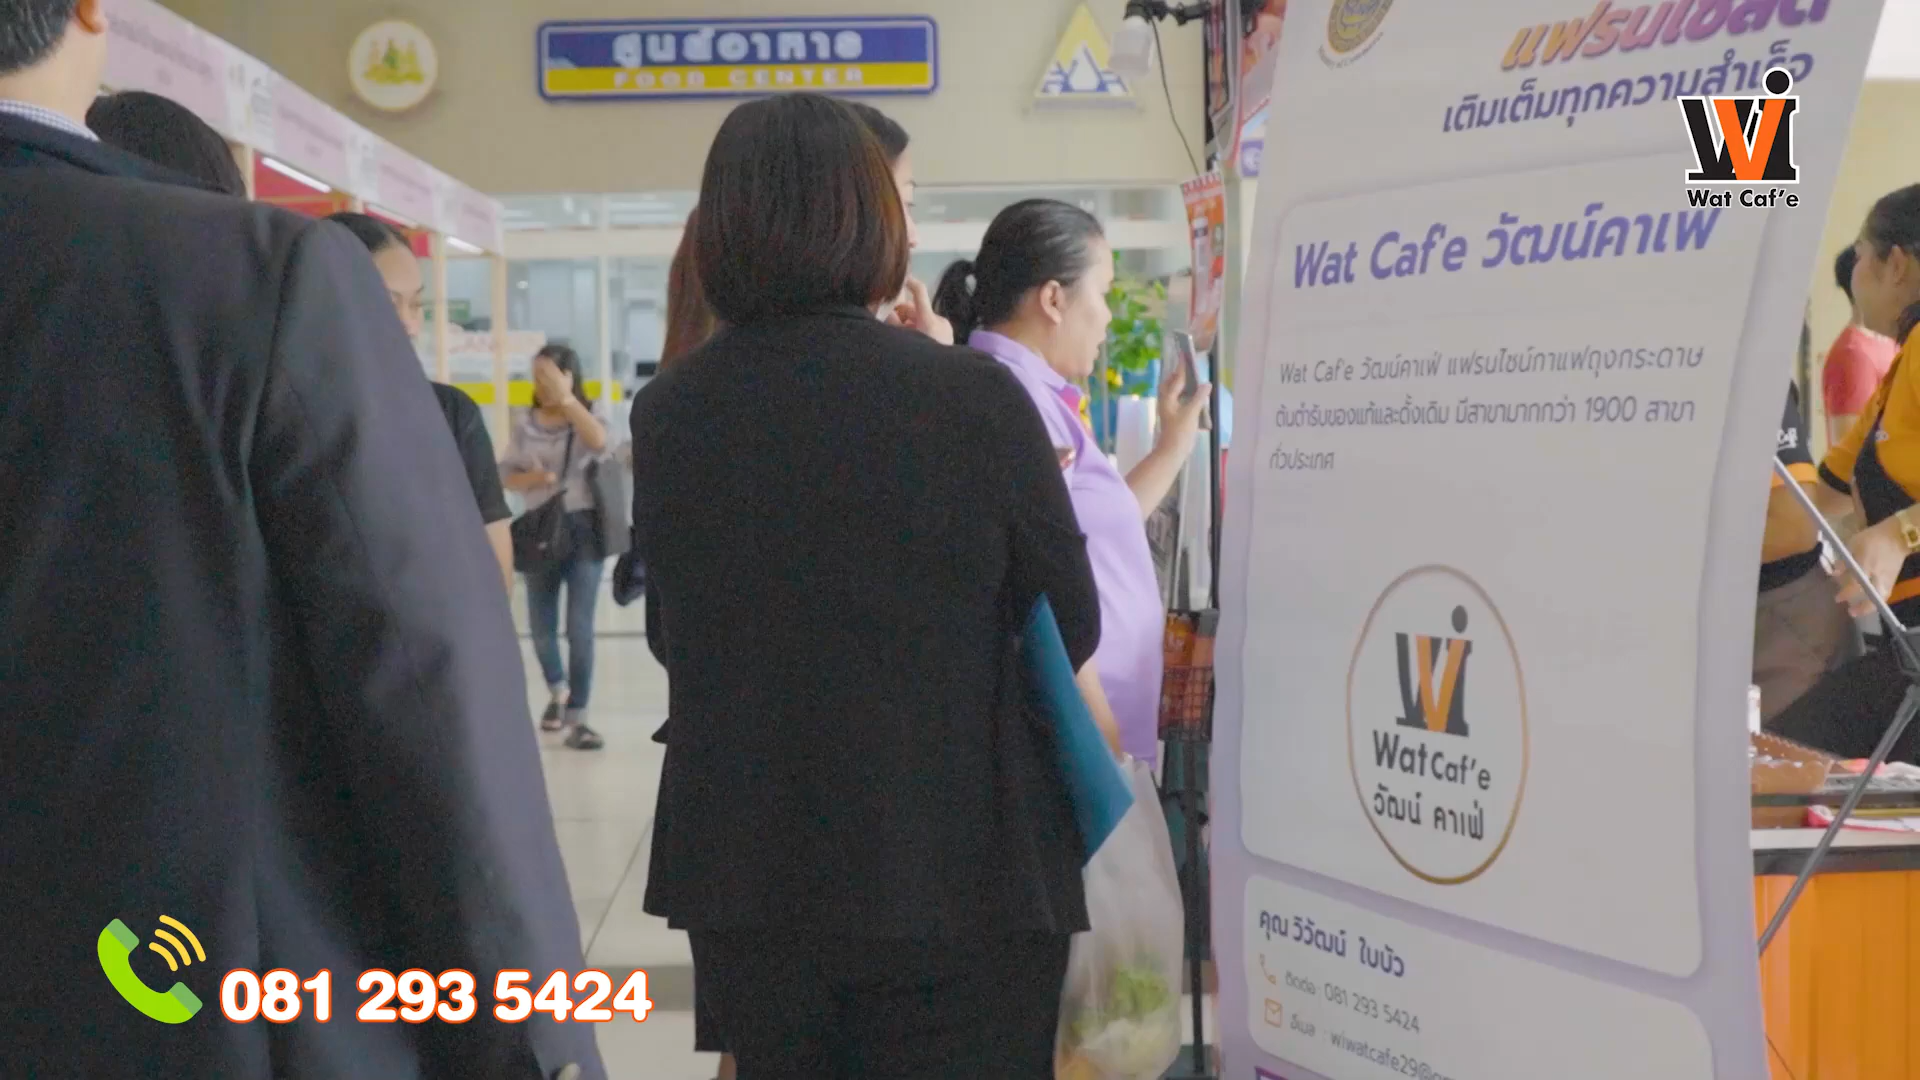 ศูนย์อาหาร
FOOD CENTER
แฟรนไชส์ดี
เติมเต็มทุกความสำเร็จ
Wi
Wat Caf'e
Wat Caf'e วัฒน์คาเฟ่
Wat Caf'e วัฒน์คาเฟ่ แฟรนไชน์กาแฟถุงกระดาษ
ต้นตำรับของแท้และดั้งเดิม มีสาขามากกว่า 1900 สาขา
ทั่วประเทศ
Wi
Wat Caf'e
วัฒน์ คาเฟ่
คุณ วิวัฒน์ ใบบัว
ติดต่อ : 081 293 5424
อีเมล : wiwatcafe29@
081 293 5424